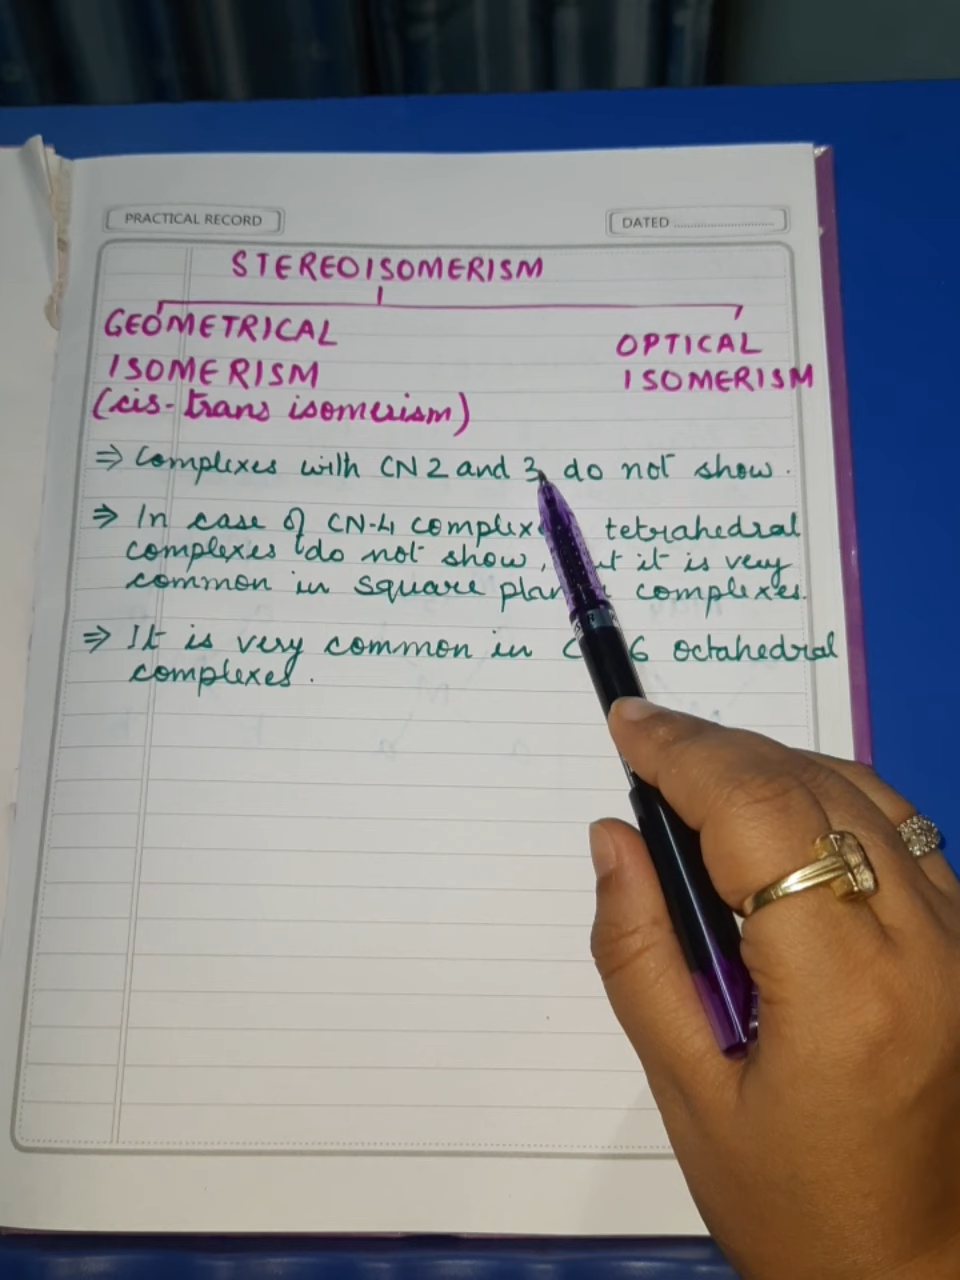 PRACTICAL RECORD
DATED
STEREOISOMERISM
GEOMETRICAL
ISOMERISM
(cis-trans isomerism)
OPTICAL
ISOMERISM
⇒ Complexes with CN 2 and 3 do not show.
⇒ In case of CN-4 complex tetrahedral
complexes do not show, it is very
common in square complexes.
⇒ It is very common in 6 octahedral
complexes.